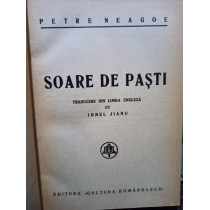 PETRE NEAGOE
SOARE DE PAȘTI
TRADUCERE DIN LIMBA ENGLEZĂ
DE
IONEL JIANU
EDITURA «CULTURA ROMÂNEASCĂ»